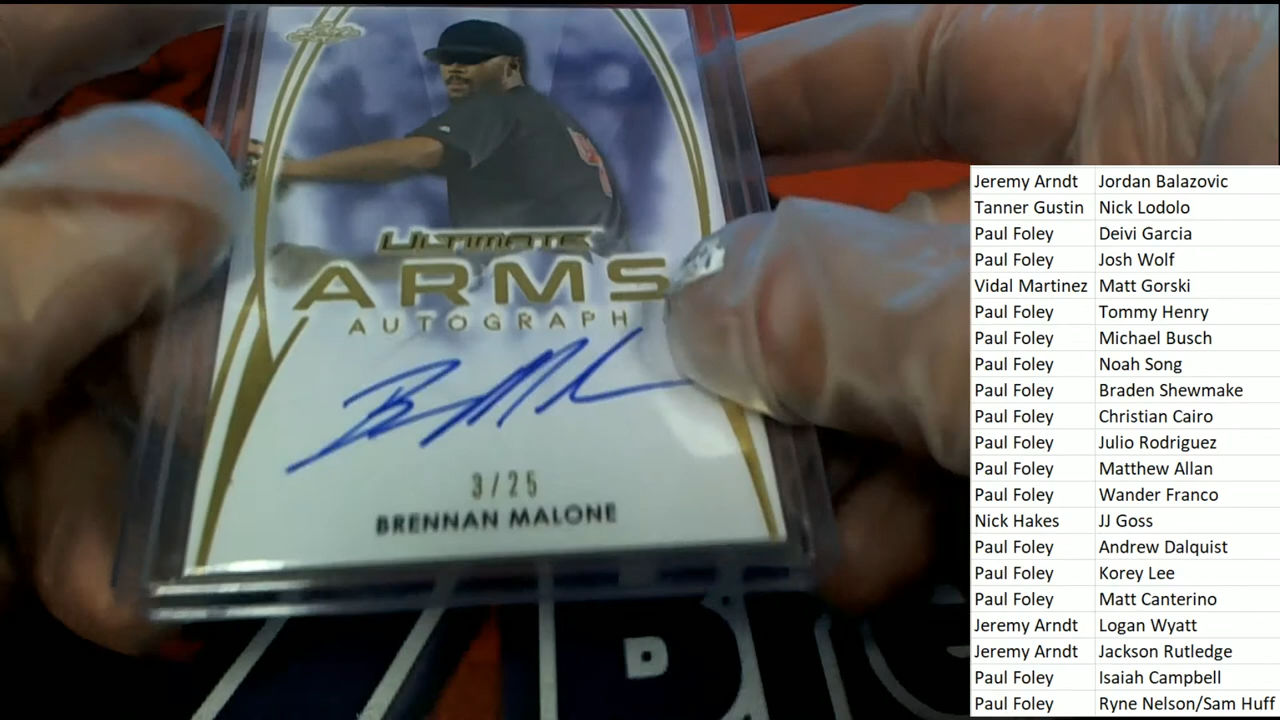 ULTIMATE
ARMS
AUTOGRAPH
3/25
BRENNAN MALONE
Jeremy Arndt Jordan Balazovic
Tanner Gustin Nick Lodolo
Paul Foley Deivi Garcia
Paul Foley Josh Wolf
Vidal Martinez Matt Gorski
Paul Foley Tommy Henry
Paul Foley Michael Busch
Paul Foley Noah Song
Paul Foley Braden Shewmake
Paul Foley Christian Cairo
Paul Foley Julio Rodriguez
Paul Foley Matthew Allan
Paul Foley Wander Franco
Nick Hakes JJ Goss
Paul Foley Andrew Dalquist
Paul Foley Korey Lee
Paul Foley Matt Canterino
Jeremy Arndt Logan Wyatt
Jeremy Arndt Jackson Rutledge
Paul Foley Isaiah Campbell
Paul Foley Ryne Nelson/Sam Huff